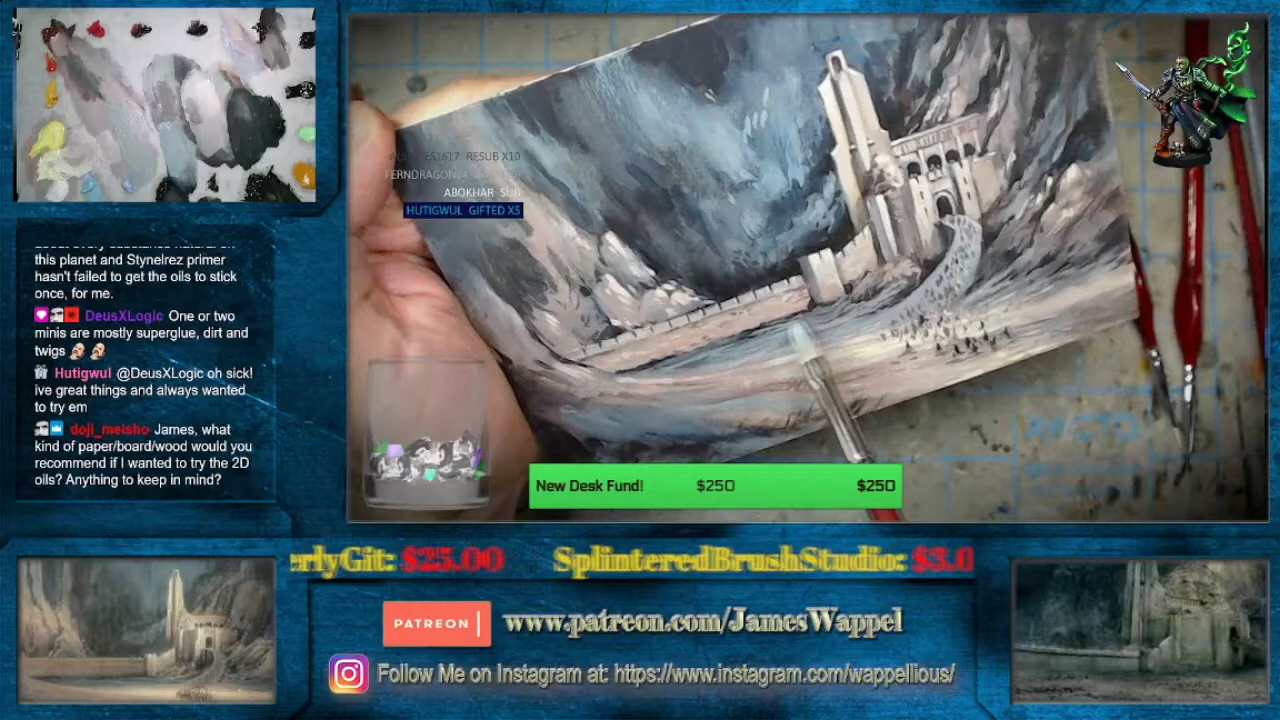 RESUB X10
ABOKHAR SUB
HUTIGWUL GIFTED X5
this planet and Stynelrez primer
hasn't failed to get the oils to stick
once, for me.
DeusXLogic One or two
minis are mostly superglue, dirt and
twigs
Hutigwul @DeusXLogic oh sick!
ive great things and always wanted
to try em
doji_meisho James, what
kind of paper/board/wood would you
recommend if I wanted to try the 2D
oils? Anything to keep in mind?
New Desk Fund! $250 $250
erlyGit: $25.00 SplinteredBrushStudio: $3.0
PATREON www.patreon.com/JamesWappel
Follow Me on Instagram at: https://www.instagram.com/wappellious/